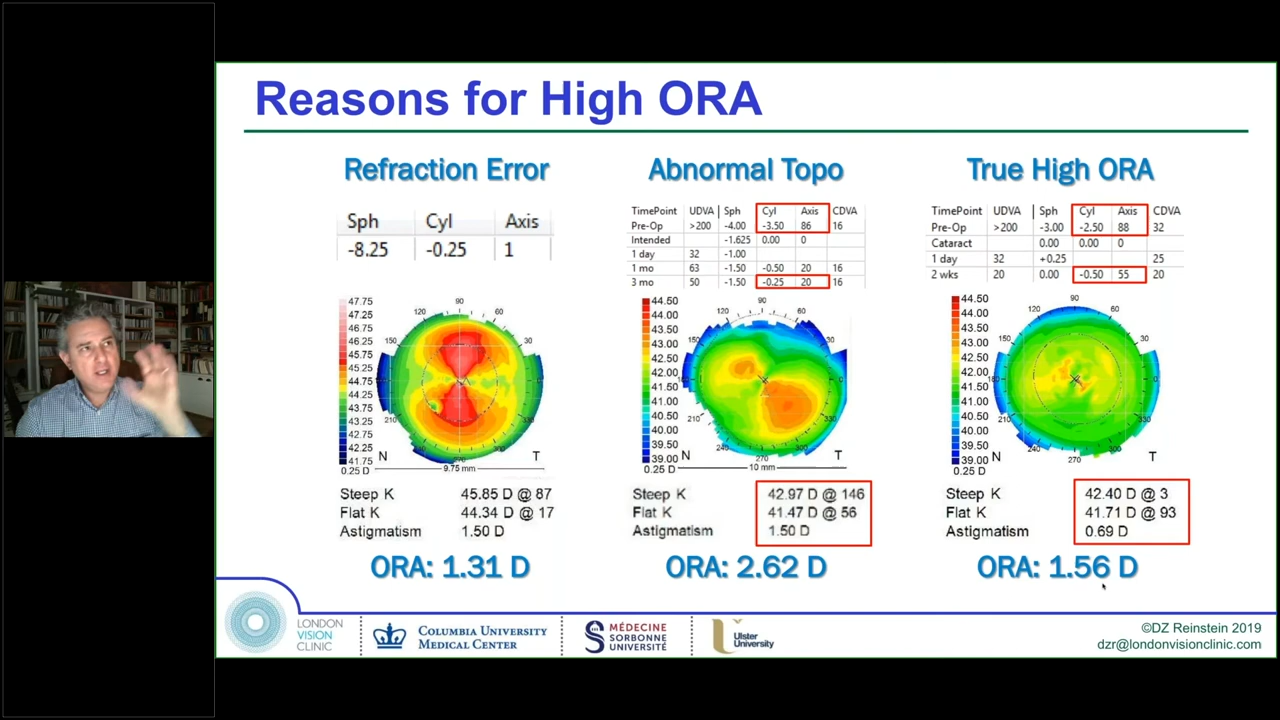 Reasons for High ORA
Refraction Error
Sph Cyl Axis
-8.25 -0.25 1
47.75
47.25
46.75
46.25
45.75
45.25
44.75
44.25
43.75
43.25
42.75
42.25
41.75
0.25 D
90
120 60
150 30
330
270
N T
9.75 mm
Steep K 45.85 D @ 87
Flat K 44.34 D @ 17
Astigmatism 1.50 D
ORA: 1.31 D
Abnormal Topo
TimePoint UDVA Sph Cyl Axis CDVA
Pre-Op >200 -4.00 -3.50 86 16
Intended -1.625 0.00 0
1 day 32 -1.00
1 mo 63 -1.50 -0.50 20 16
3 mo 50 -1.50 -0.25 20 16
44.50
44.00
43.50
43.00
42.50
42.00
41.50
41.00
40.50
40.00
39.50
39.00
0.25 D
90
120 60
150 30
180 0
330
240
270
N T
10 mm
Steep K 42.97 D @ 146
Flat K 41.47 D @ 56
Astigmatism 1.50 D
ORA: 2.62 D
True High ORA
TimePoint UDVA Sph Cyl Axis CDVA
Pre-Op >200 -3.00 -2.50 88 32
Cataract 0.00 0.00 0
1 day 32 +0.25 25
2 wks 20 0.00 -0.50 55 20
44.50
44.00
43.50
43.00
42.50
42.00
41.50
41.00
40.50
40.00
39.50
39.00
0.25 D
90
120 60
150 30
180 0
210 330
240 300
270
N T
Steep K 42.40 D @ 3
Flat K 41.71 D @ 93
Astigmatism 0.69 D
ORA: 1.56 D
LONDON
VISION
CLINIC
COLUMBIA UNIVERSITY
MEDICAL CENTER
MÉDECINE
SORBONNE
UNIVERSITÉ
Ulster
University
©DZ Reinstein 2019
dzr@londonvisionclinic.com